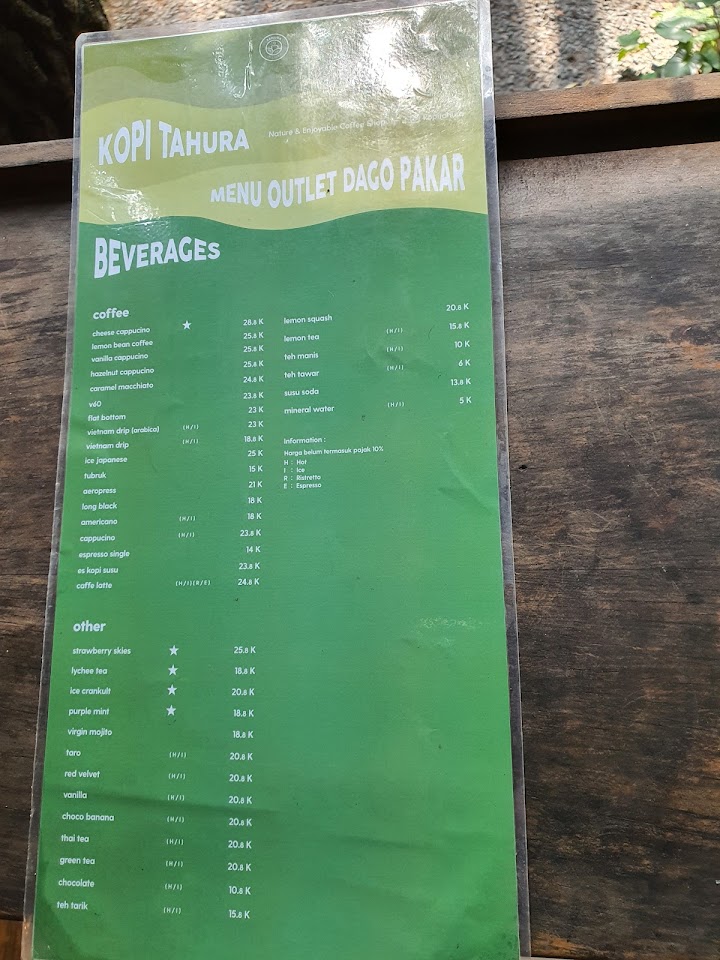 KOPI TAHURA
Nature & Enjoyable Coffee Shop
MENU OUTLET DAGO PAKAR
BEVERAGES
coffee
cheese cappucino ★ 28.8 K
lemon bean coffee 25.8 K
vanilla cappucino 25.8 K
hazelnut cappucino 25.8 K
caramel macchiato 24.8 K
v60 23.8 K
flat bottom 23 K
vietnam drip (arabica) (H/I) 23 K
vietnam drip (H/I) 18.8 K
ice japanese 25 K
tubruk 15 K
aeropress 21 K
long black 18 K
americano (H/I) 18 K
cappucino (H/I) 23.8 K
espresso single 14 K
es kopi susu 23.8 K
caffe latte (H/I)(R/E) 24.8 K
other
strawberry skies ★ 25.8 K
lychee tea ★ 18.8 K
ice crankult ★ 20.8 K
purple mint ★ 18.8 K
virgin mojito 18.8 K
taro (H/I) 20.8 K
red velvet (H/I) 20.8 K
vanilla (H/I) 20.8 K
choco banana (H/I) 20.8 K
thai tea (H/I) 20.8 K
green tea (H/I) 20.8 K
chocolate (H/I) 10.8 K
teh tarik (H/I) 15.8 K
lemon squash 20.8 K
lemon tea (H/I) 15.8 K
teh manis (H/I) 10 K
teh tawar (H/I) 6 K
susu soda 13.8 K
mineral water (H/I) 5 K
Information :
Harga belum termasuk pajak 10%
H : Hot
I : Ice
R : Ristretto
E : Espresso